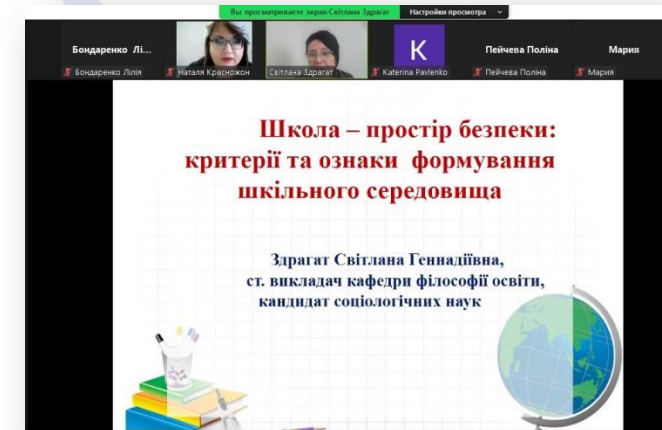 Вы просматриваете экран Світлана Здрагат
Настройки просмотра
Бондаренко Лі...
K
Пейчева Поліна
Мария
Бондаренко Лілія
Наталя Красножон
Світлана Здрагат
Katerina Pavlenko
Пейчева Поліна
Мария
Школа – простір безпеки:
критерії та ознаки формування
шкільного середовища
Здрагат Світлана Геннадіївна,
ст. викладач кафедри філософії освіти,
кандидат соціологічних наук